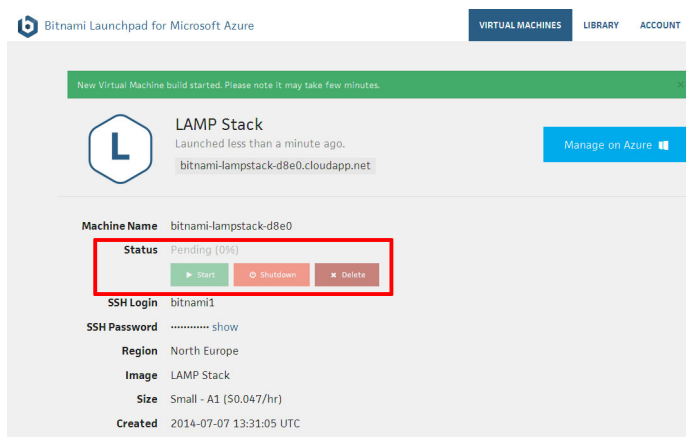 Bitnami Launchpad for Microsoft Azure
VIRTUAL MACHINES LIBRARY ACCOUNT
New Virtual Machine build started. Please note it may take few minutes. ×
L
LAMP Stack
Launched less than a minute ago.
bitnami-lampstack-d8e0.cloudapp.net
Manage on Azure
Machine Name bitnami-lampstack-d8e0
Status Pending (0%)
Start Shutdown Delete
SSH Login bitnami1
SSH Password ············ show
Region North Europe
Image LAMP Stack
Size Small - A1 ($0.047/hr)
Created 2014-07-07 13:31:05 UTC